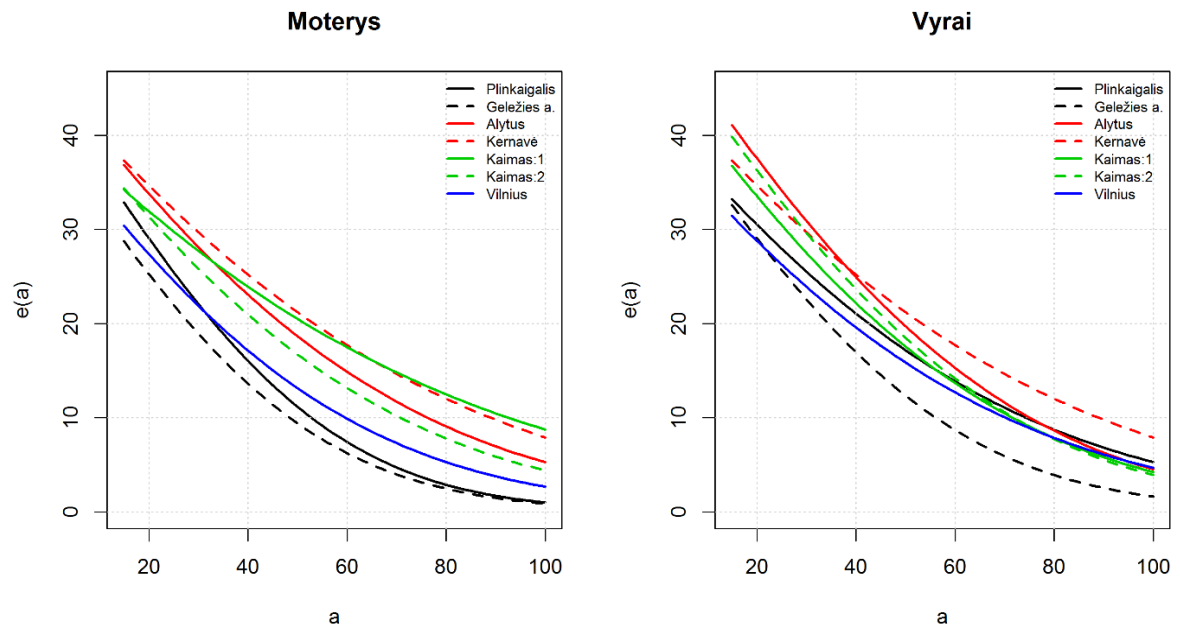 Moterys
Plinkaigalis
Geležies a.
Alytus
Kernavė
Kaimas:1
Kaimas:2
Vilnius
e(a)
40
30
20
10
0
20 40 60 80 100
a
Vyrai
Plinkaigalis
Geležies a.
Alytus
Kernavė
Kaimas:1
Kaimas:2
Vilnius
e(a)
40
30
20
10
0
20 40 60 80 100
a